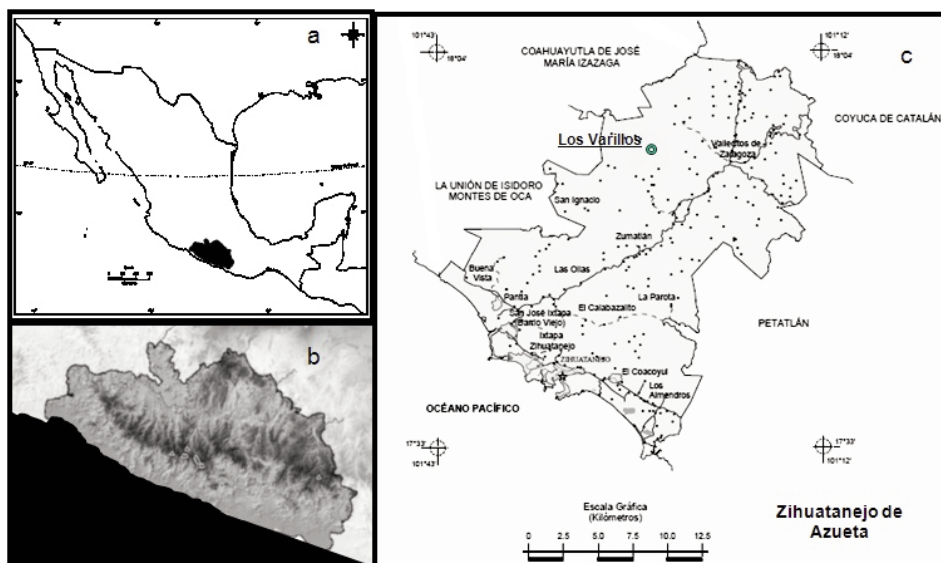 a
b
c
101°43'
18°04'
101°12'
18°04'
COAHUAYUTLA DE JOSÉ
MARÍA IZAZAGA
COYUCA DE CATALÁN
Los Varillos
Vallecitos de
Zaragoza
LA UNIÓN DE ISIDORO
MONTES DE OCA
San Ignacio
Zumatlán
Buena
Vista
Las Ollas
Pantla
La Parota
El Calabazalito
San José Ixtapa
(Barrio Viejo)
PETATLÁN
Ixtapa
Zihuatanejo
ZIHUATANEJO
El Coacoyul
Los
Almendros
OCÉANO PACÍFICO
17°33'
101°43'
17°33'
101°12'
Escala Gráfica
(Kilómetros)
0 2.5 5.0 7.5 10.0 12.5
Zihuatanejo de
Azueta